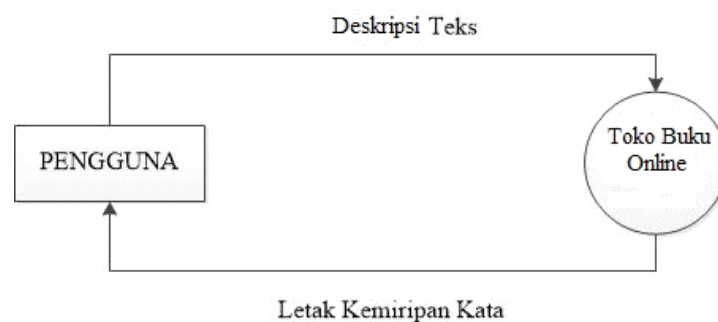 Deskripsi Teks
PENGGUNA
Toko Buku
Online
Letak Kemiripan Kata